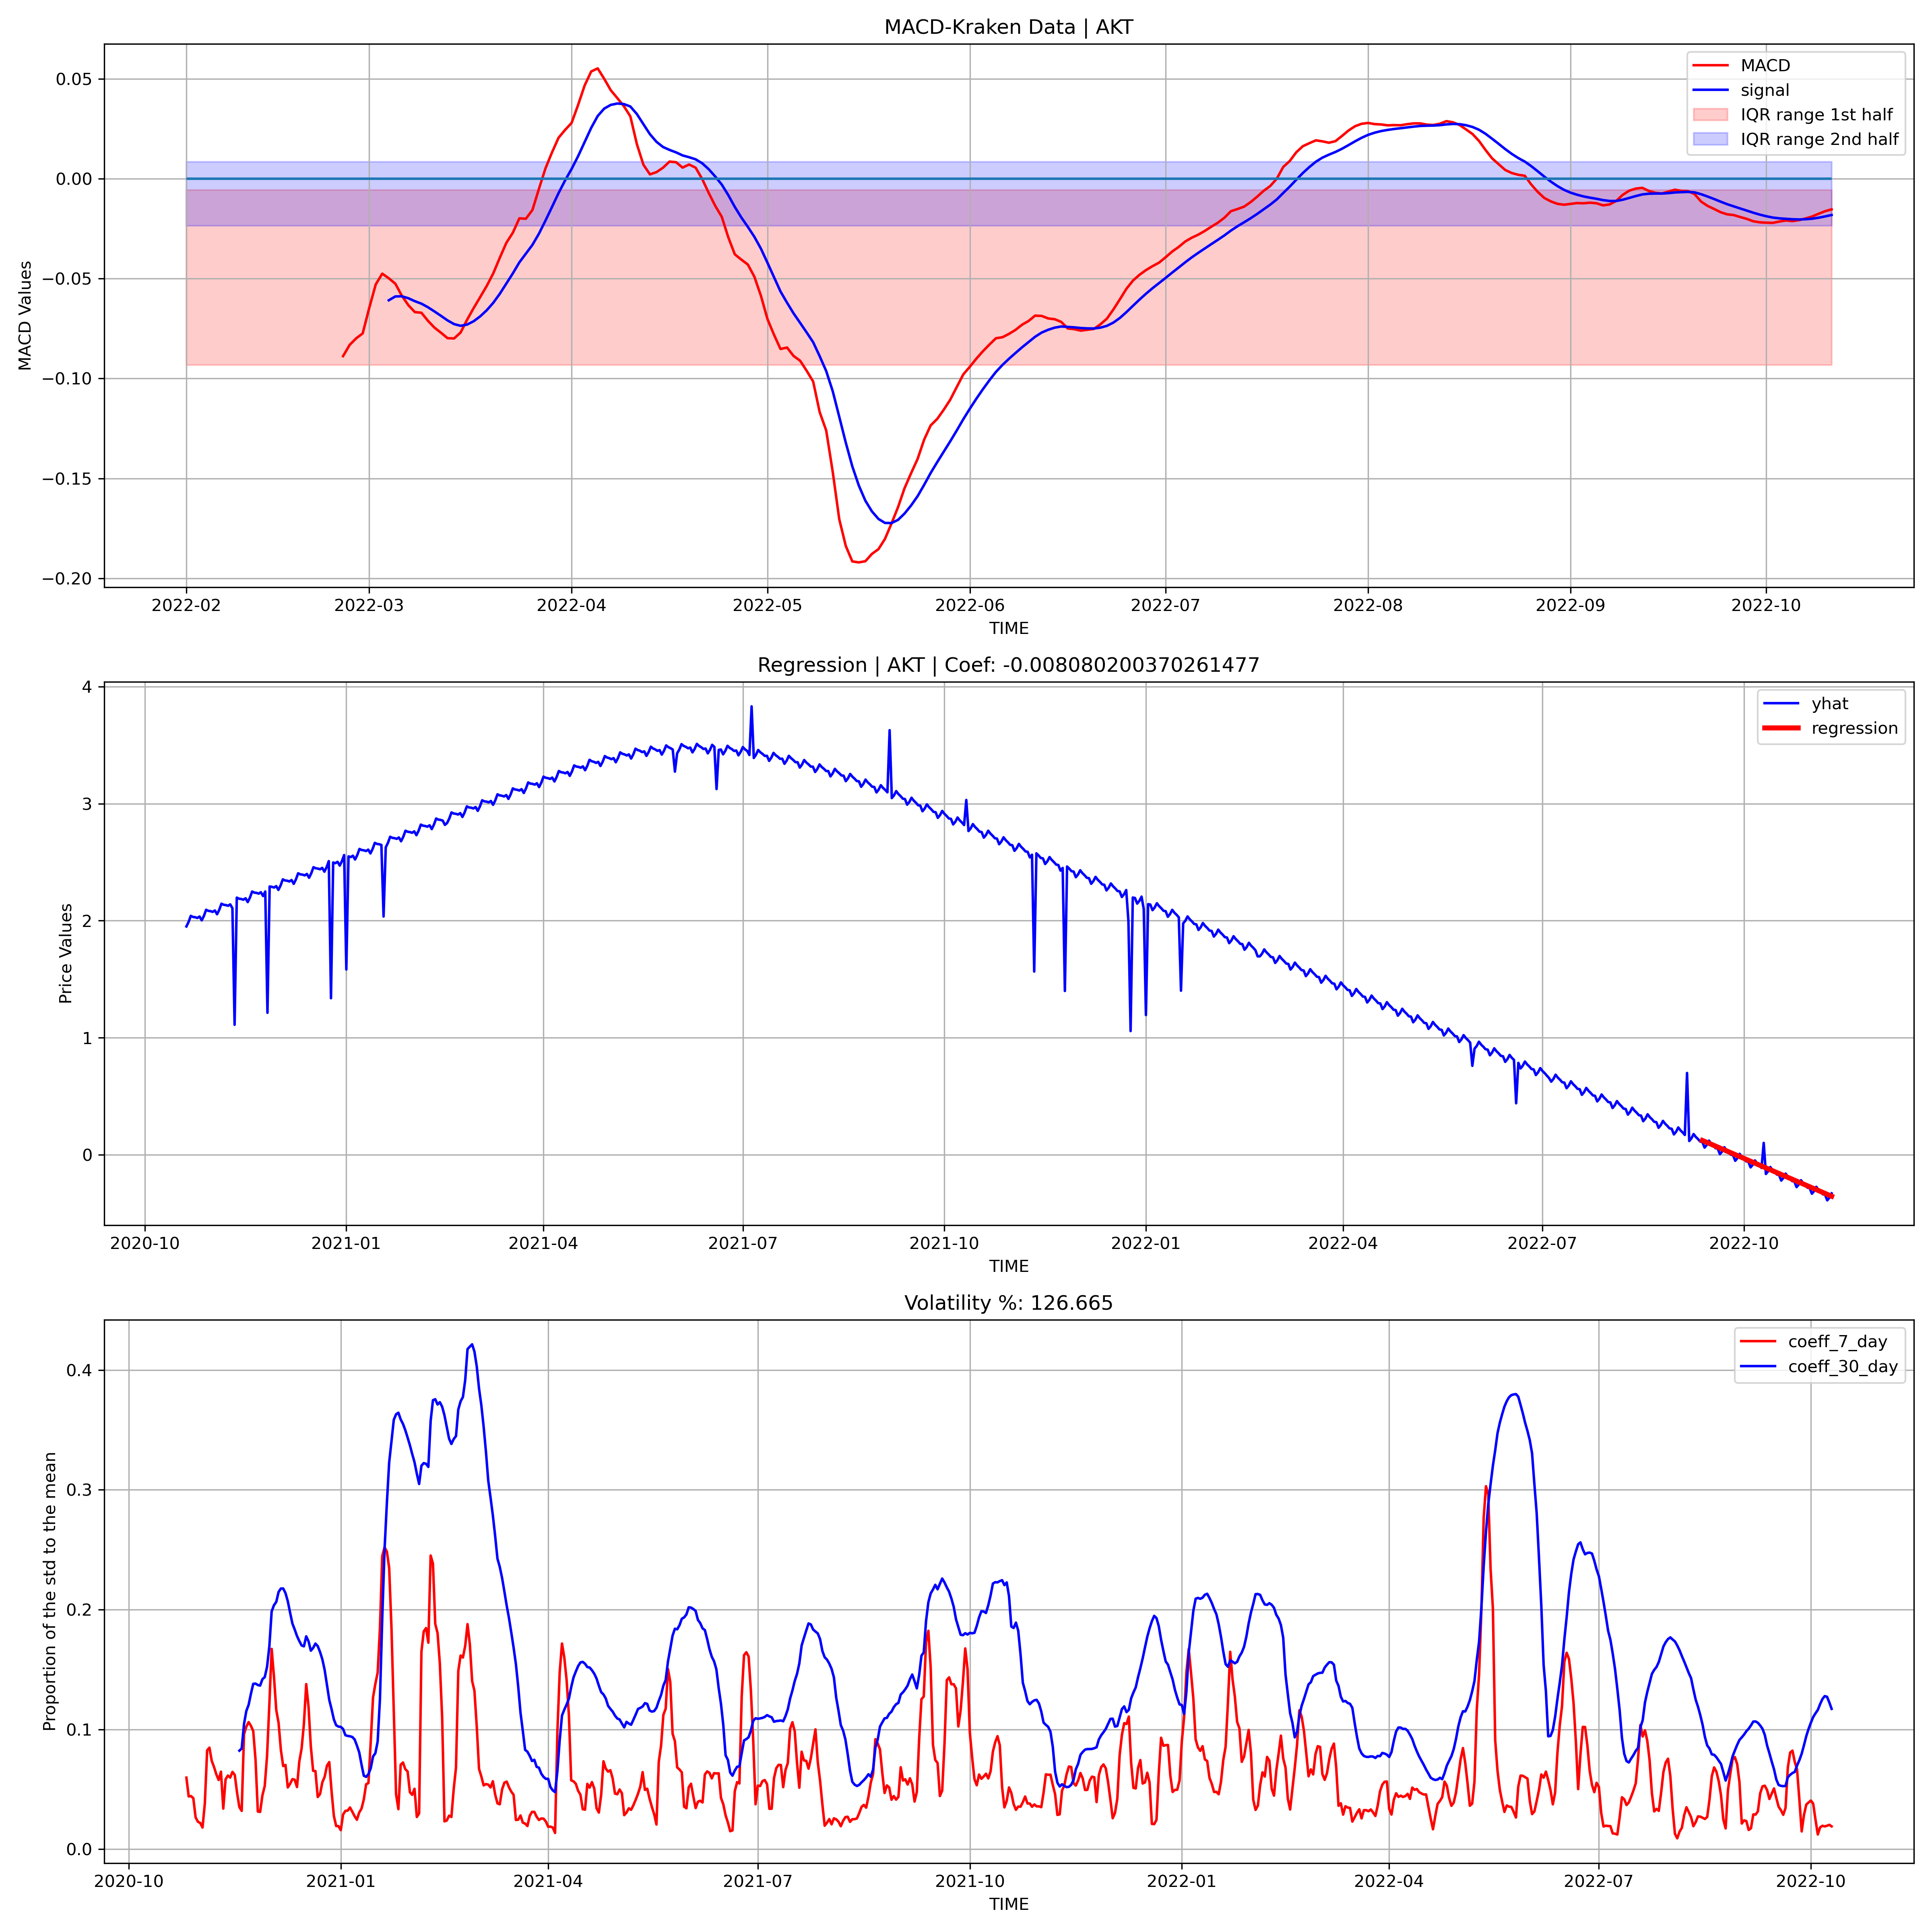 MACD-Kraken Data | AKT
MACD Values
0.05
0.00
−0.05
−0.10
−0.15
−0.20
MACD
signal
IQR range 1st half
IQR range 2nd half
2022-02 2022-03 2022-04 2022-05 2022-06 2022-07 2022-08 2022-09 2022-10
TIME
Regression | AKT | Coef: -0.008080200370261477
Price Values
4
3
2
1
0
yhat
regression
2020-10 2021-01 2021-04 2021-07 2021-10 2022-01 2022-04 2022-07 2022-10
TIME
Volatility %: 126.665
Proportion of the std to the mean
0.4
0.3
0.2
0.1
0.0
coeff_7_day
coeff_30_day
2020-10 2021-01 2021-04 2021-07 2021-10 2022-01 2022-04 2022-07 2022-10
TIME